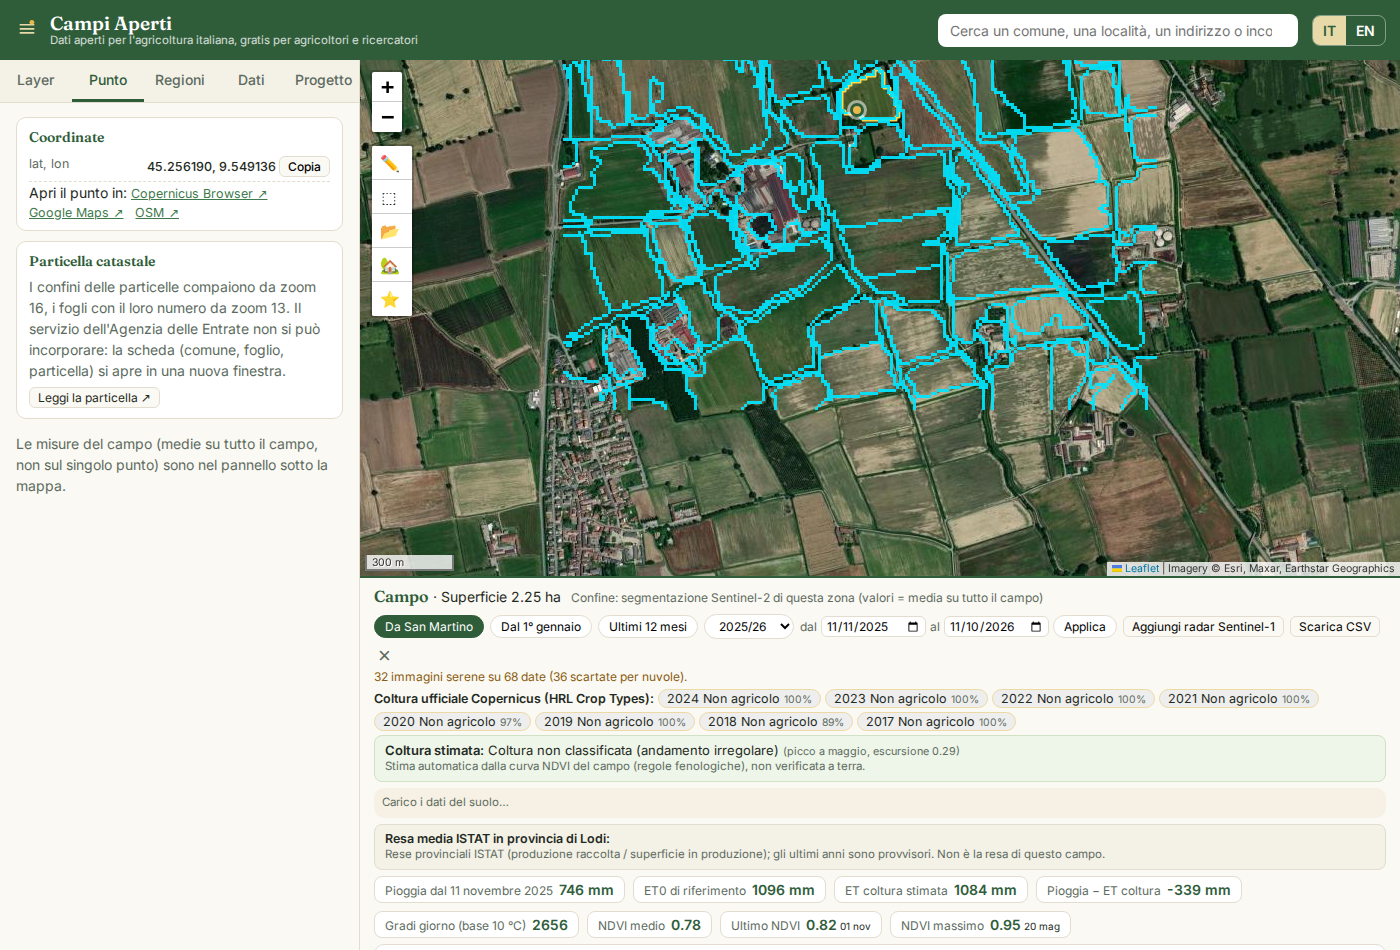 Campi Aperti
Dati aperti per l'agricoltura italiana, gratis per agricoltori e ricercatori
Cerca un comune, una località, un indirizzo o inco
IT EN
Layer Punto Regioni Dati Progetto
Coordinate
lat, lon 45.256190, 9.549136 Copia
Apri il punto in: Copernicus Browser ↗
Google Maps ↗ OSM ↗
Particella catastale
I confini delle particelle compaiono da zoom
16, i fogli con il loro numero da zoom 13. Il
servizio dell'Agenzia delle Entrate non si può
incorporare: la scheda (comune, foglio,
particella) si apre in una nuova finestra.
Leggi la particella ↗
Le misure del campo (medie su tutto il campo,
non sul singolo punto) sono nel pannello sotto la
mappa.
+
−
300 m
Leaflet | Imagery © Esri, Maxar, Earthstar Geographics
Campo · Superficie 2.25 ha Confine: segmentazione Sentinel-2 di questa zona (valori = media su tutto il campo)
Da San Martino Dal 1° gennaio Ultimi 12 mesi 2025/26 dal 11/11/2025 al 11/10/2026 Applica Aggiungi radar Sentinel-1 Scarica CSV
×
32 immagini serene su 68 date (36 scartate per nuvole).
Coltura ufficiale Copernicus (HRL Crop Types): 2024 Non agricolo 100% 2023 Non agricolo 100% 2022 Non agricolo 100% 2021 Non agricolo 100%
2020 Non agricolo 97% 2019 Non agricolo 100% 2018 Non agricolo 89% 2017 Non agricolo 100%
Coltura stimata: Coltura non classificata (andamento irregolare) (picco a maggio, escursione 0.29)
Stima automatica dalla curva NDVI del campo (regole fenologiche), non verificata a terra.
Carico i dati del suolo...
Resa media ISTAT in provincia di Lodi:
Rese provinciali ISTAT (produzione raccolta / superficie in produzione); gli ultimi anni sono provvisori. Non è la resa di questo campo.
Pioggia dal 11 novembre 2025 746 mm ET0 di riferimento 1096 mm ET coltura stimata 1084 mm Pioggia − ET coltura -339 mm
Gradi giorno (base 10 °C) 2656 NDVI medio 0.78 Ultimo NDVI 0.82 01 nov NDVI massimo 0.95 20 mag